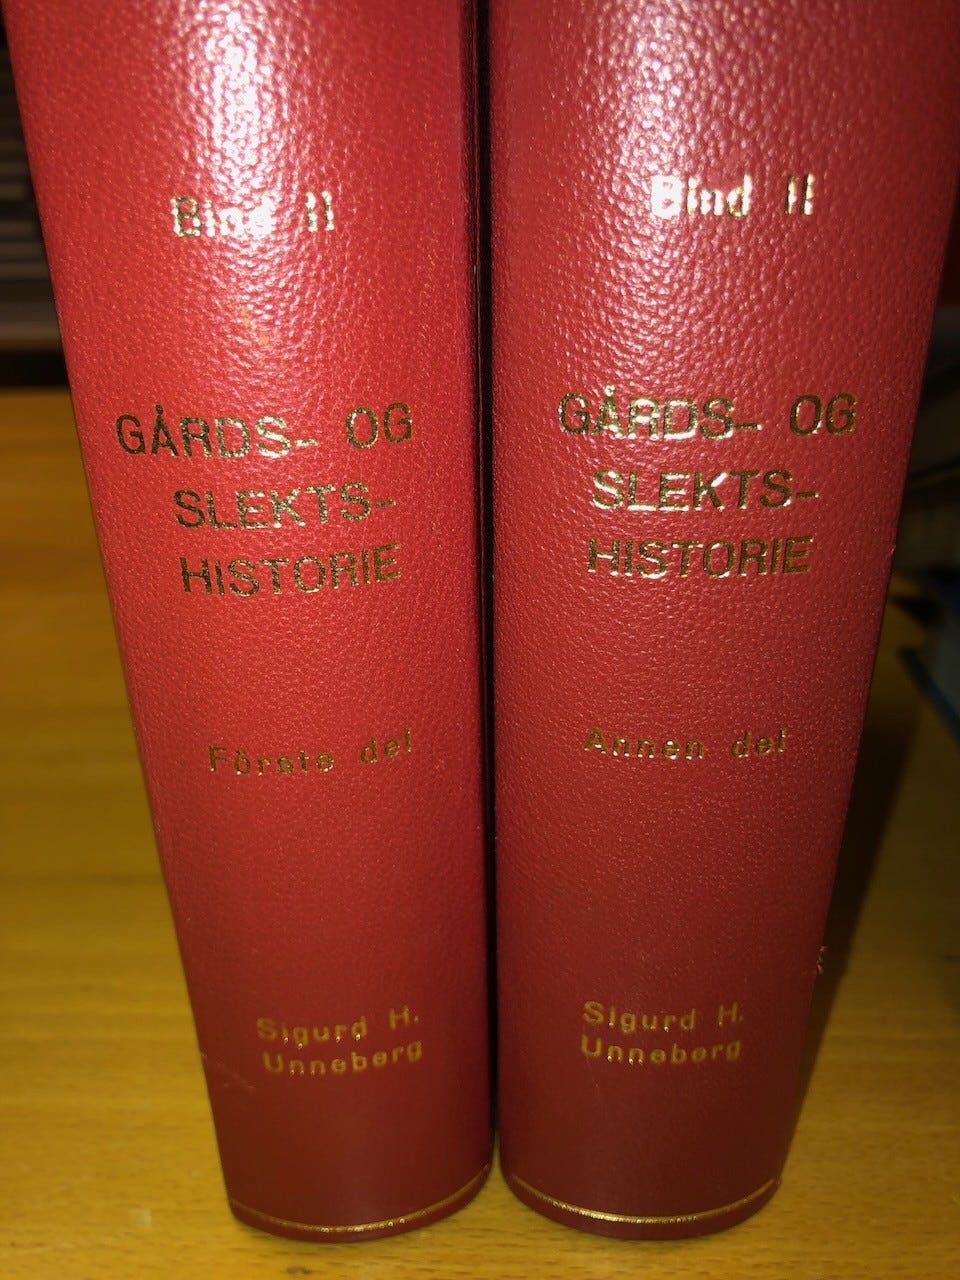 Bind II
GÅRDS- OG
SLEKTS-
HISTORIE
Förste del
Sigurd H.
Unneberg
Bind II
GÅRDS- OG
SLEKTS-
HISTORIE
Annen del
Sigurd H.
Unneberg